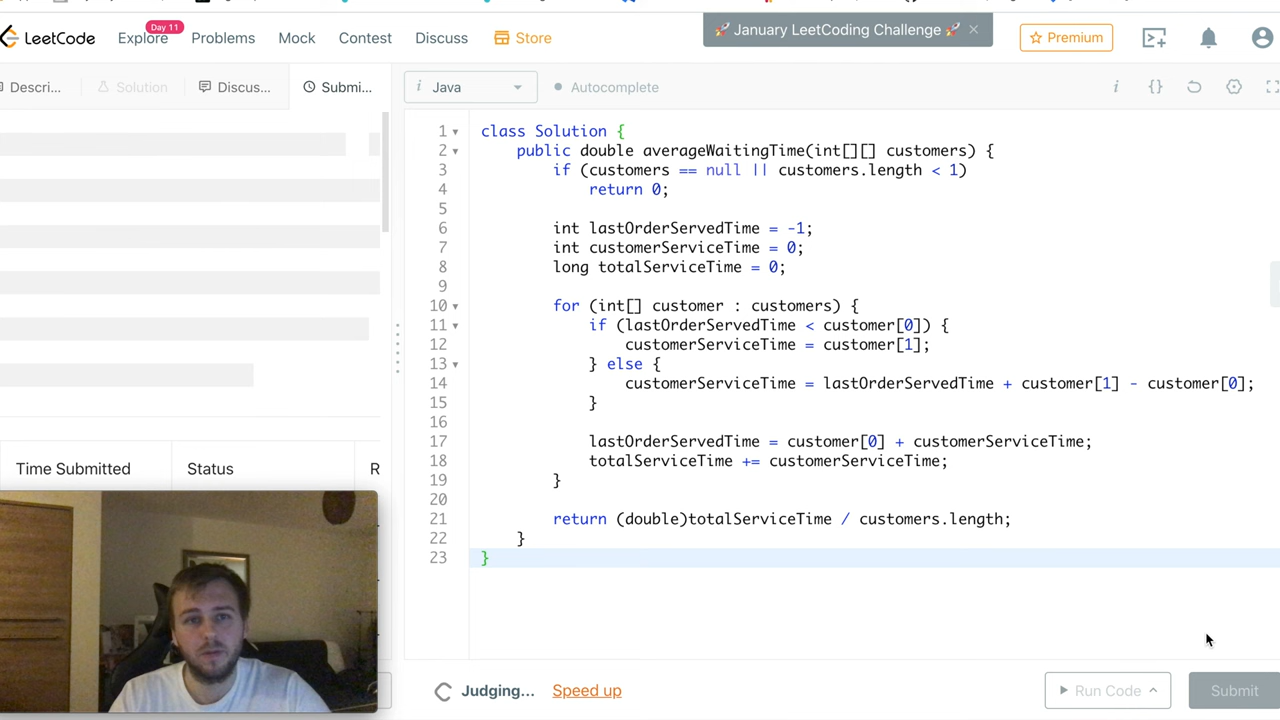 LeetCode
Explore
Day 11
Problems
Mock
Contest
Discuss
Store
🚀 January LeetCoding Challenge 🚀 ×
Premium
Descri...
Solution
Discus...
Submi...
i Java
Autocomplete
i {}
1 class Solution {
2 public double averageWaitingTime(int[][] customers) {
3 if (customers == null || customers.length < 1)
4 return 0;
5
6 int lastOrderServedTime = -1;
7 int customerServiceTime = 0;
8 long totalServiceTime = 0;
9
10 for (int[] customer : customers) {
11 if (lastOrderServedTime < customer[0]) {
12 customerServiceTime = customer[1];
13 } else {
14 customerServiceTime = lastOrderServedTime + customer[1] - customer[0];
15 }
16
17 lastOrderServedTime = customer[0] + customerServiceTime;
18 totalServiceTime += customerServiceTime;
19 }
20
21 return (double)totalServiceTime / customers.length;
22 }
23 }
Time Submitted
Status
R
Judging...
Speed up
Run Code
Submit